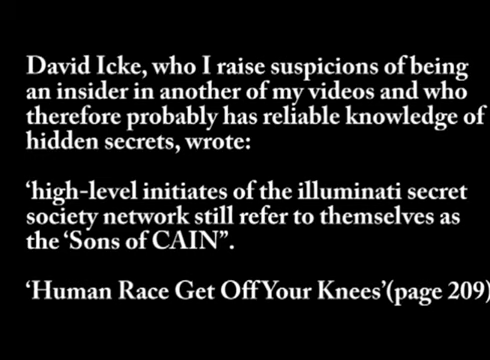 David Icke, who I raise suspicions of being
an insider in another of my videos and who
therefore probably has reliable knowledge of
hidden secrets, wrote:
‘high-level initiates of the illuminati secret
society network still refer to themselves as
the ‘Sons of CAIN”.
‘Human Race Get Off Your Knees’(page 209)